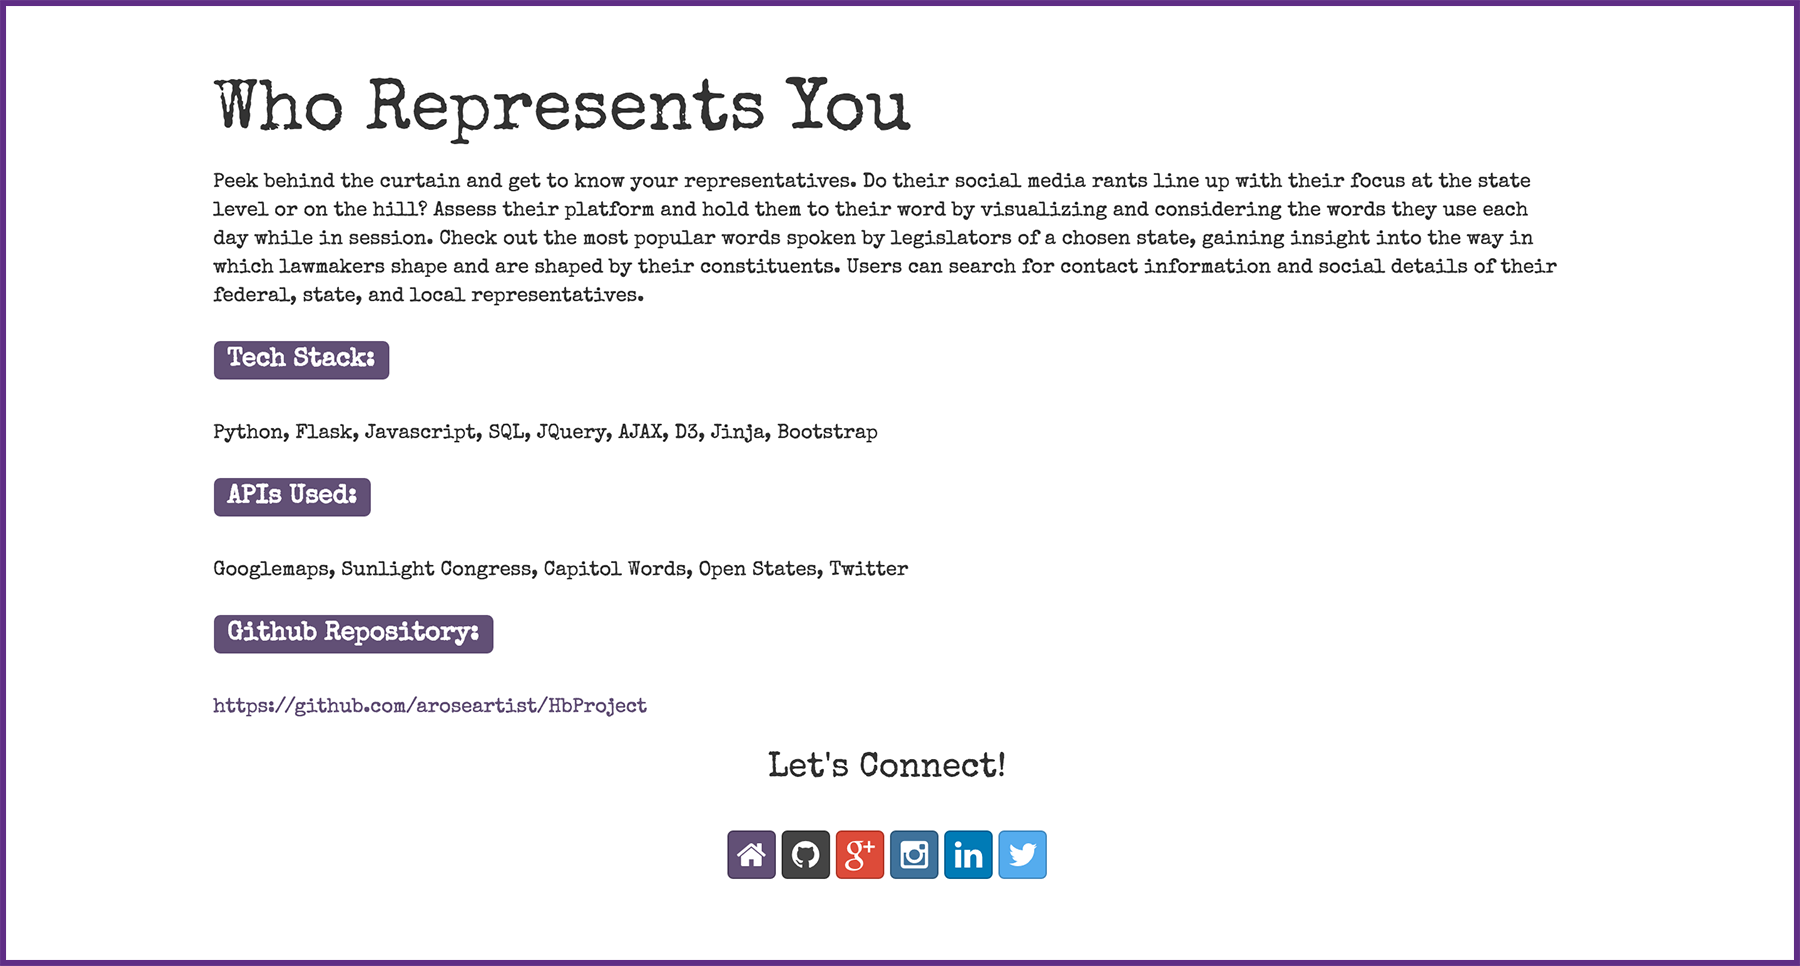 Who Represents You
Peek behind the curtain and get to know your representatives. Do their social media rants line up with their focus at the state
level or on the hill? Assess their platform and hold them to their word by visualizing and considering the words they use each
day while in session. Check out the most popular words spoken by legislators of a chosen state, gaining insight into the way in
which lawmakers shape and are shaped by their constituents. Users can search for contact information and social details of their
federal, state, and local representatives.
Tech Stack:
Python, Flask, Javascript, SQL, JQuery, AJAX, D3, Jinja, Bootstrap
APIs Used:
Googlemaps, Sunlight Congress, Capitol Words, Open States, Twitter
Github Repository:
https://github.com/aroseartist/HbProject
Let's Connect!
g+ in